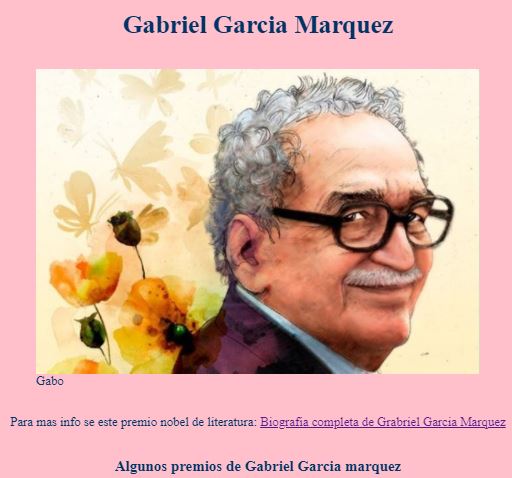 Gabriel Garcia Marquez
Gabo
Para mas info se este premio nobel de literatura: Biografía completa de Grabriel Garcia Marquez
Algunos premios de Gabriel Garcia marquez